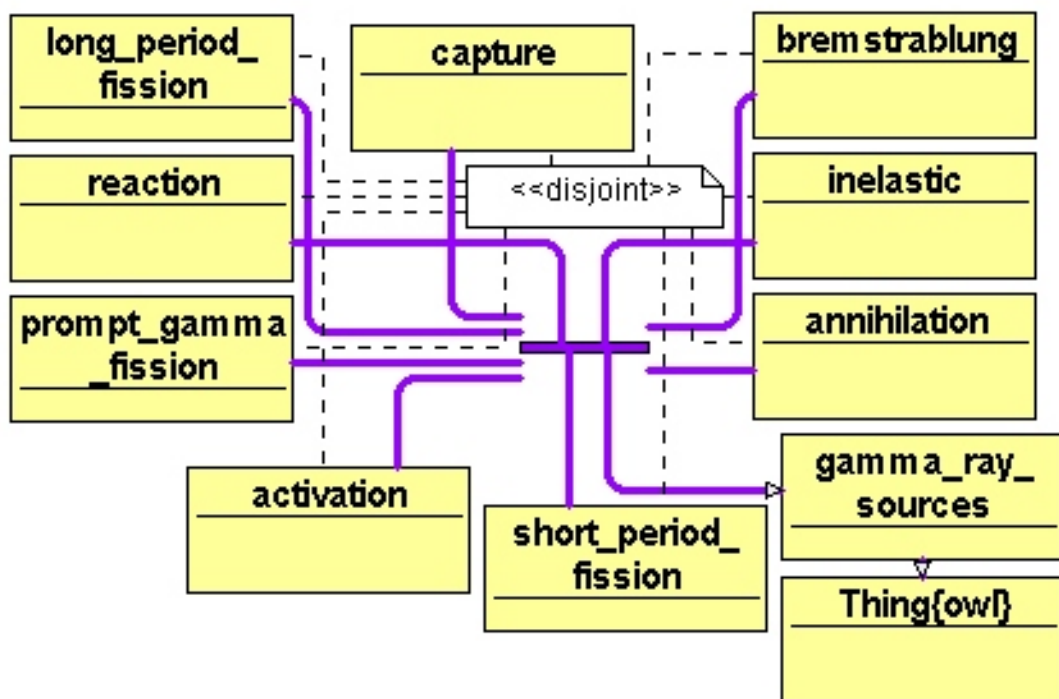 long_period_
fission
capture
bremstrablung
reaction
<<disjoint>>
inelastic
prompt_gamma
_fission
annihilation
activation
short_period_
fission
gamma_ray_
sources
Thing{owl}